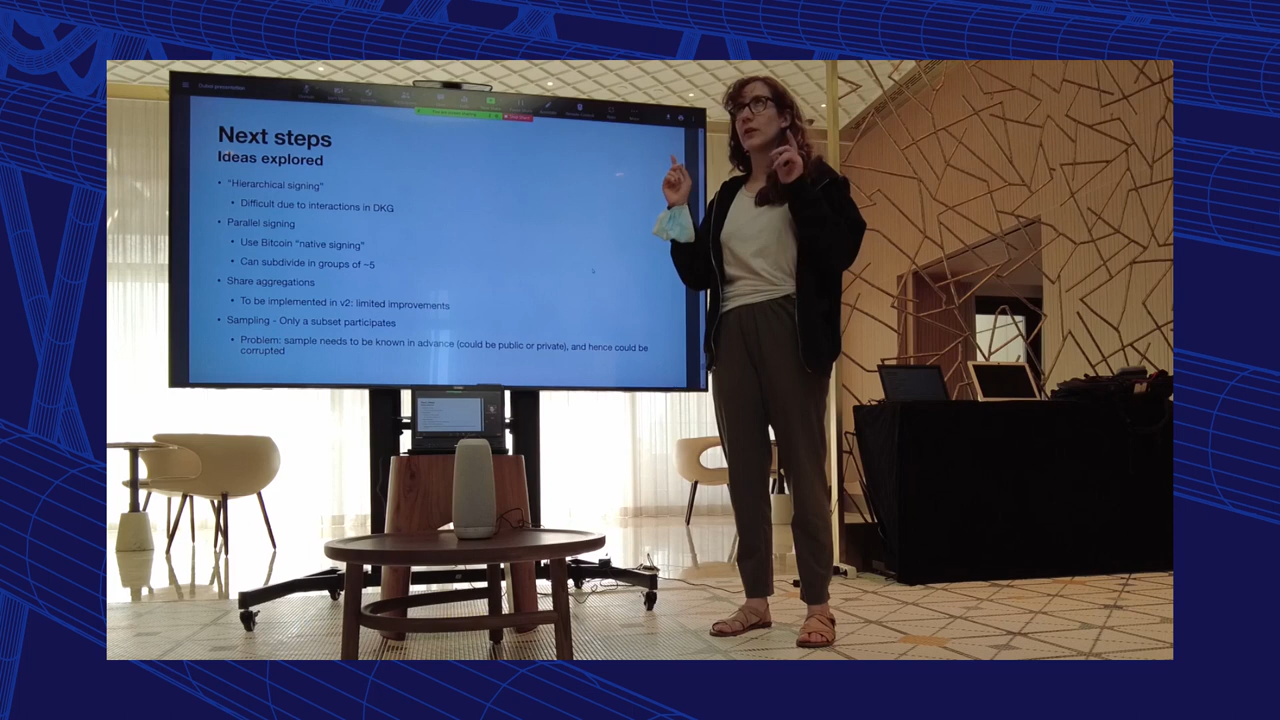 Dubai presentation
Next steps
Ideas explored
• "Hierarchical signing"
• Difficult due to interactions in DKG
• Parallel signing
• Use Bitcoin "native signing"
• Can subdivide in groups of ~5
• Share aggregations
• To be implemented in v2: limited improvements
• Sampling - Only a subset participates
• Problem: sample needs to be known in advance (could be public or private), and hence could be
corrupted